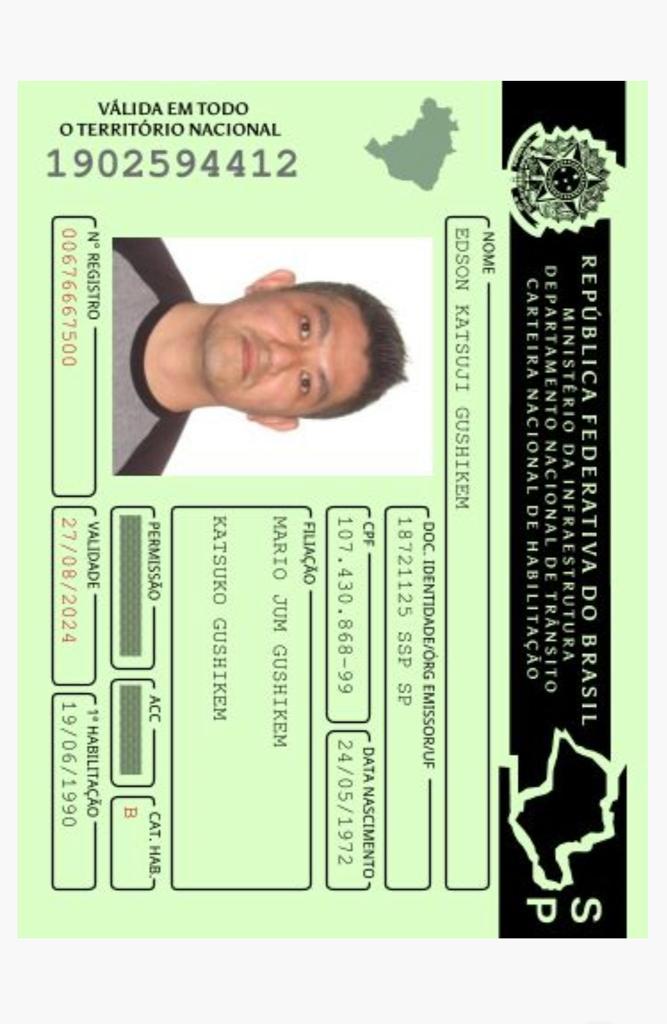 REPÚBLICA FEDERATIVA DO BRASIL
MINISTÉRIO DA INFRAESTRUTURA
DEPARTAMENTO NACIONAL DE TRÂNSITO
CARTEIRA NACIONAL DE HABILITAÇÃO
SP
NOME
EDSON KATSUJI GUSHIKEM
DOC. IDENTIDADE/ÓRG EMISSOR/UF
18721125 SSP SP
CPF
107.430.868-99
DATA NASCIMENTO
24/05/1972
FILIAÇÃO
MARIO JUM GUSHIKEM
KATSUKO GUSHIKEM
PERMISSÃO
ACC
CAT. HAB.
B
Nº REGISTRO
00676667500
VALIDADE
27/08/2024
1ª HABILITAÇÃO
19/06/1990
VÁLIDA EM TODO
O TERRITÓRIO NACIONAL
1902594412